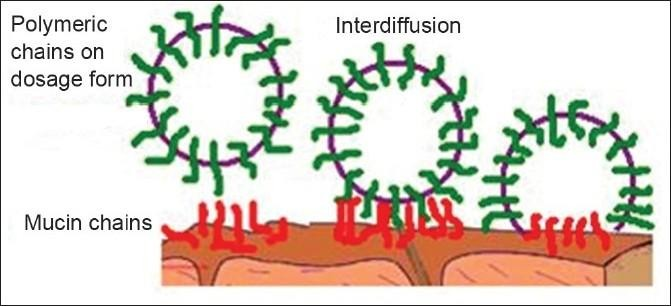 Polymeric
chains on
dosage form
Interdiffusion
Mucin chains